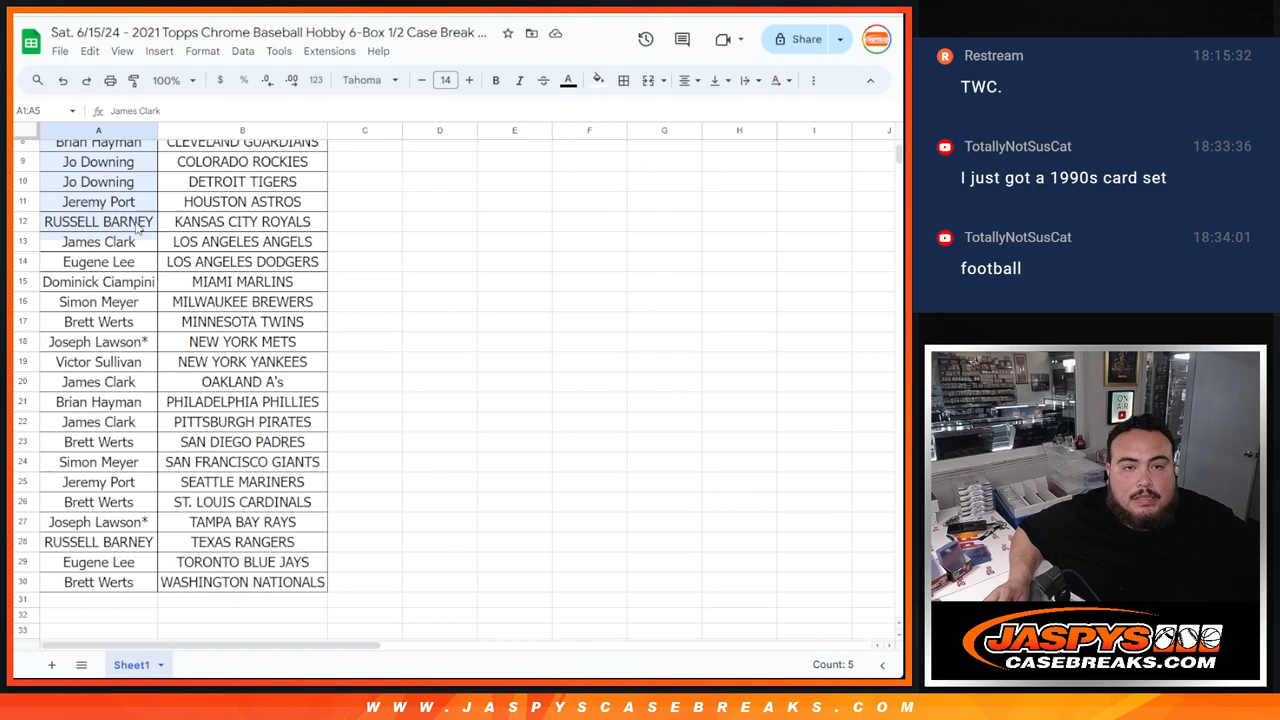 Sat. 6/15/24 - 2021 Topps Chrome Baseball Hobby 6-Box 1/2 Case Break ...
File Edit View Insert Format Data Tools Extensions Help
Share
100% $ % .0 .00 123 Tahoma − 14 + B I S A
A1:A5 fx James Clark
A B C D E F G H I J
8 Brian Hayman CLEVELAND GUARDIANS
9 Jo Downing COLORADO ROCKIES
10 Jo Downing DETROIT TIGERS
11 Jeremy Port HOUSTON ASTROS
12 RUSSELL BARNEY KANSAS CITY ROYALS
13 James Clark LOS ANGELES ANGELS
14 Eugene Lee LOS ANGELES DODGERS
15 Dominick Ciampini MIAMI MARLINS
16 Simon Meyer MILWAUKEE BREWERS
17 Brett Werts MINNESOTA TWINS
18 Joseph Lawson* NEW YORK METS
19 Victor Sullivan NEW YORK YANKEES
20 James Clark OAKLAND A's
21 Brian Hayman PHILADELPHIA PHILLIES
22 James Clark PITTSBURGH PIRATES
23 Brett Werts SAN DIEGO PADRES
24 Simon Meyer SAN FRANCISCO GIANTS
25 Jeremy Port SEATTLE MARINERS
26 Brett Werts ST. LOUIS CARDINALS
27 Joseph Lawson* TAMPA BAY RAYS
28 RUSSELL BARNEY TEXAS RANGERS
29 Eugene Lee TORONTO BLUE JAYS
30 Brett Werts WASHINGTON NATIONALS
31
32
33
Sheet1
Count: 5
Restream 18:15:32
TWC.
TotallyNotSusCat 18:33:36
I just got a 1990s card set
TotallyNotSusCat 18:34:01
football
ON AIR
JASPYS
CASEBREAKS.COM
WWW.JASPYSCASEBREAKS.COM